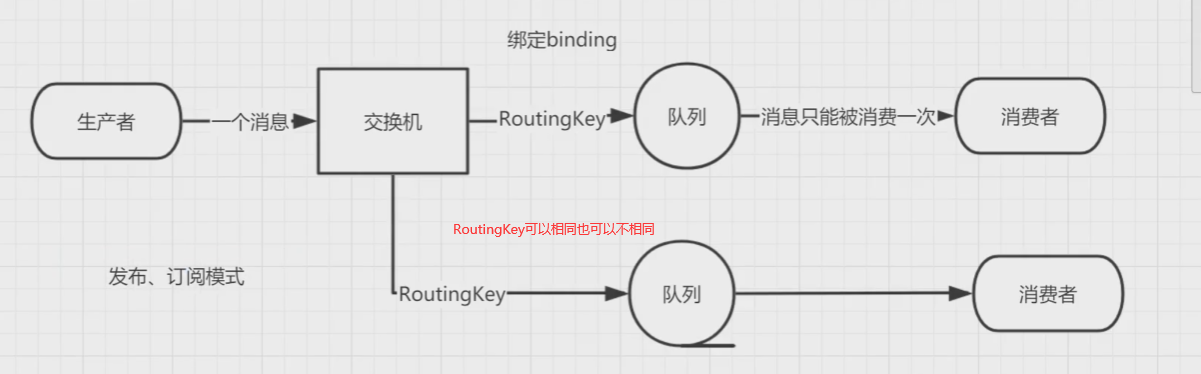 绑定binding
生产者
一个消息
交换机
RoutingKey
队列
消息只能被消费一次
消费者
RoutingKey可以相同也可以不相同
发布、订阅模式
RoutingKey
队列
消费者